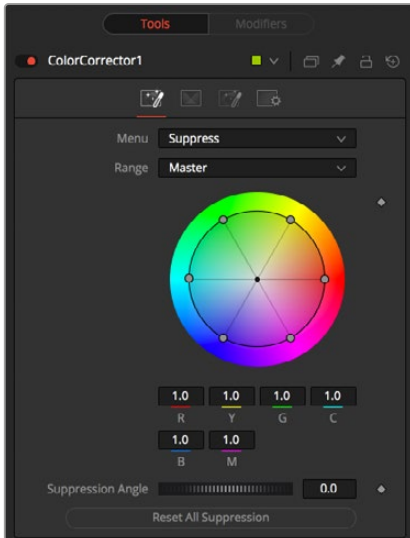 Tools Modifiers
ColorCorrector1
Menu Suppress
Range Master
1.0 1.0 1.0 1.0
R Y G C
1.0 1.0
B M
Suppression Angle 0.0
Reset All Suppression